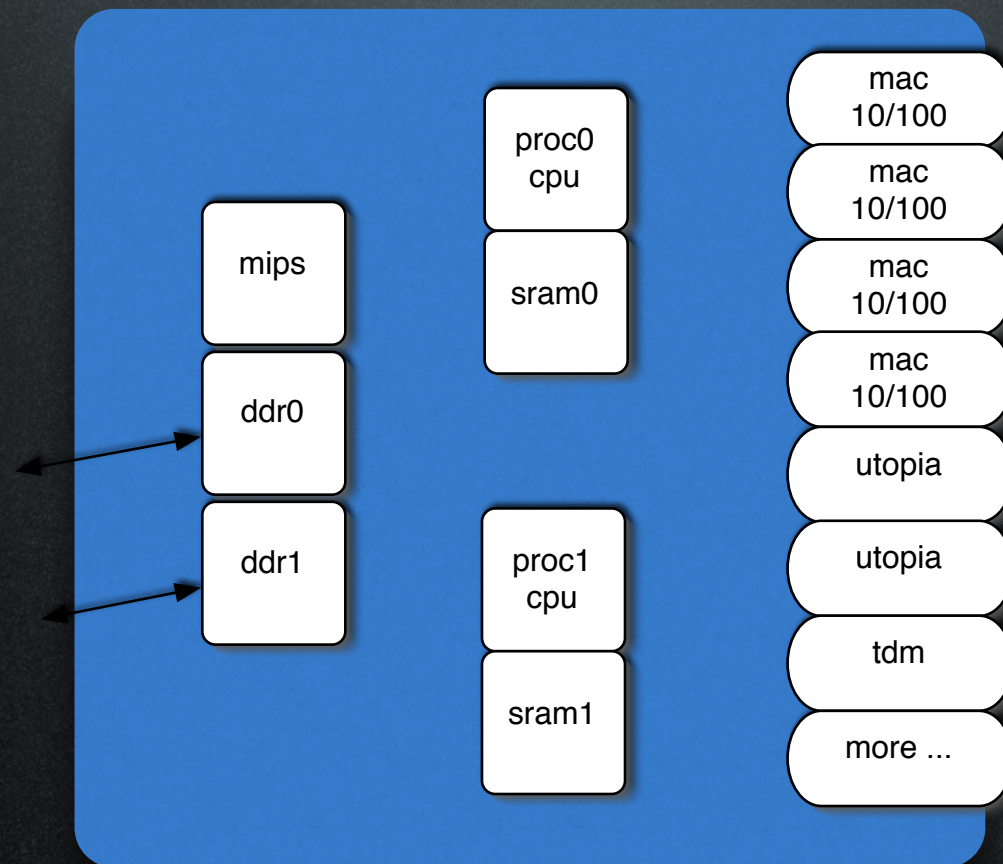 mips
ddr0
ddr1
proc0
cpu
sram0
proc1
cpu
sram1
mac
10/100
mac
10/100
mac
10/100
mac
10/100
utopia
utopia
tdm
more ...